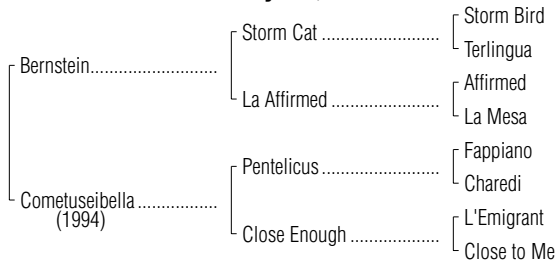 Storm Bird
Storm Cat ........................
Terlingua
Bernstein..........................
Affirmed
La Affirmed ......................
La Mesa
Fappiano
Pentelicus ........................
Charedi
Cometuseibella ................
(1994)
L'Emigrant
Close Enough ...................
Close to Me